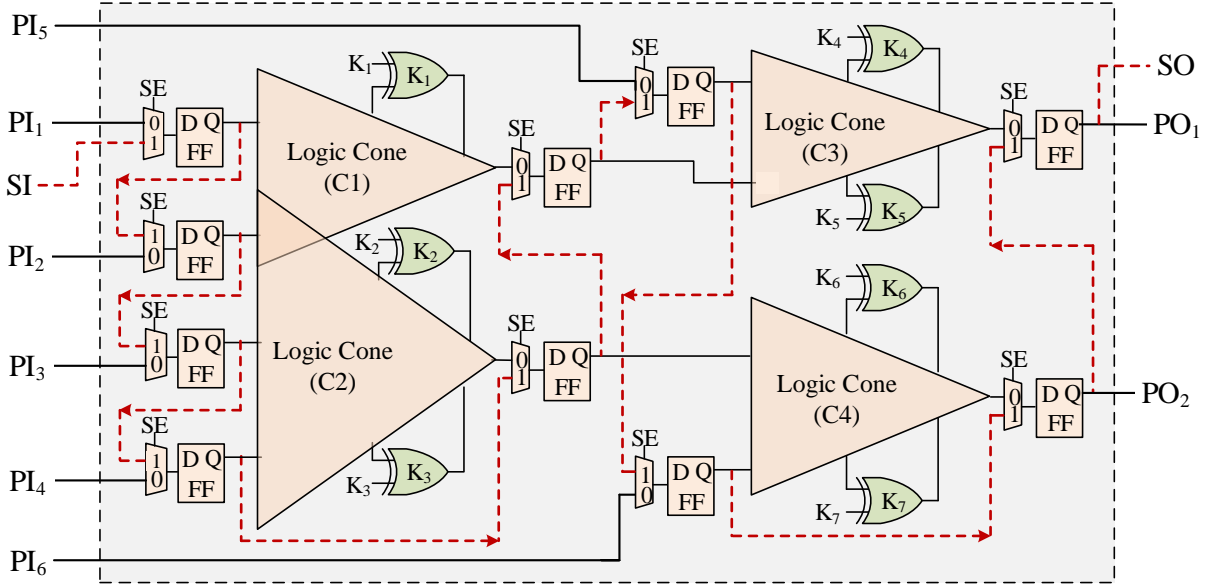 PI5
PI1
SI
PI2
PI3
PI4
PI6
SE
0
1
D Q
FF
SE
1
0
D Q
FF
SE
1
0
D Q
FF
SE
1
0
D Q
FF
Logic Cone
(C1)
K1
K1
Logic Cone
(C2)
K2
K2
K3
K3
SE
0
1
D Q
FF
SE
0
1
D Q
FF
SE
0
1
D Q
FF
SE
1
0
D Q
FF
Logic Cone
(C3)
K4
K4
K5
K5
Logic Cone
(C4)
K6
K6
K7
K7
SE
0
1
D Q
FF
SE
0
1
D Q
FF
SO
PO1
PO2